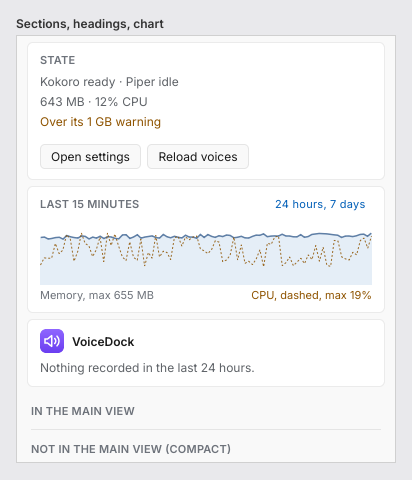 Sections, headings, chart
STATE
Kokoro ready · Piper idle
643 MB · 12% CPU
Over its 1 GB warning
Open settings
Reload voices
LAST 15 MINUTES
24 hours, 7 days
Memory, max 655 MB
CPU, dashed, max 19%
VoiceDock
Nothing recorded in the last 24 hours.
IN THE MAIN VIEW
NOT IN THE MAIN VIEW (COMPACT)